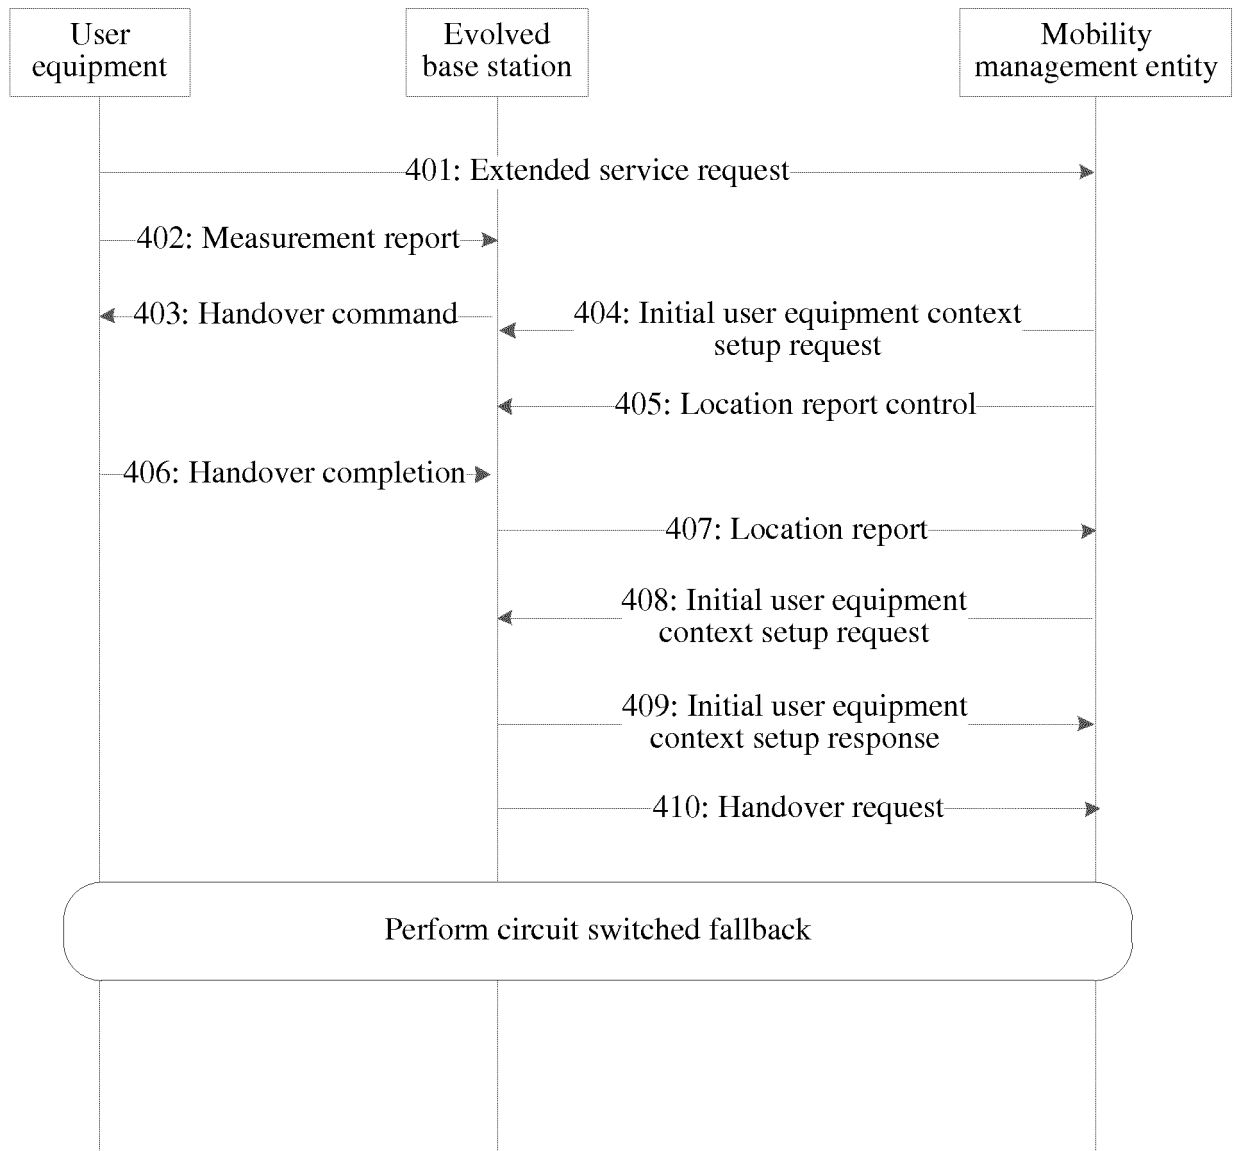 User
equipment
Evolved
base station
Mobility
management entity
401: Extended service request
402: Measurement report
403: Handover command
404: Initial user equipment context
setup request
405: Location report control
406: Handover completion
407: Location report
408: Initial user equipment
context setup request
409: Initial user equipment
context setup response
410: Handover request
Perform circuit switched fallback